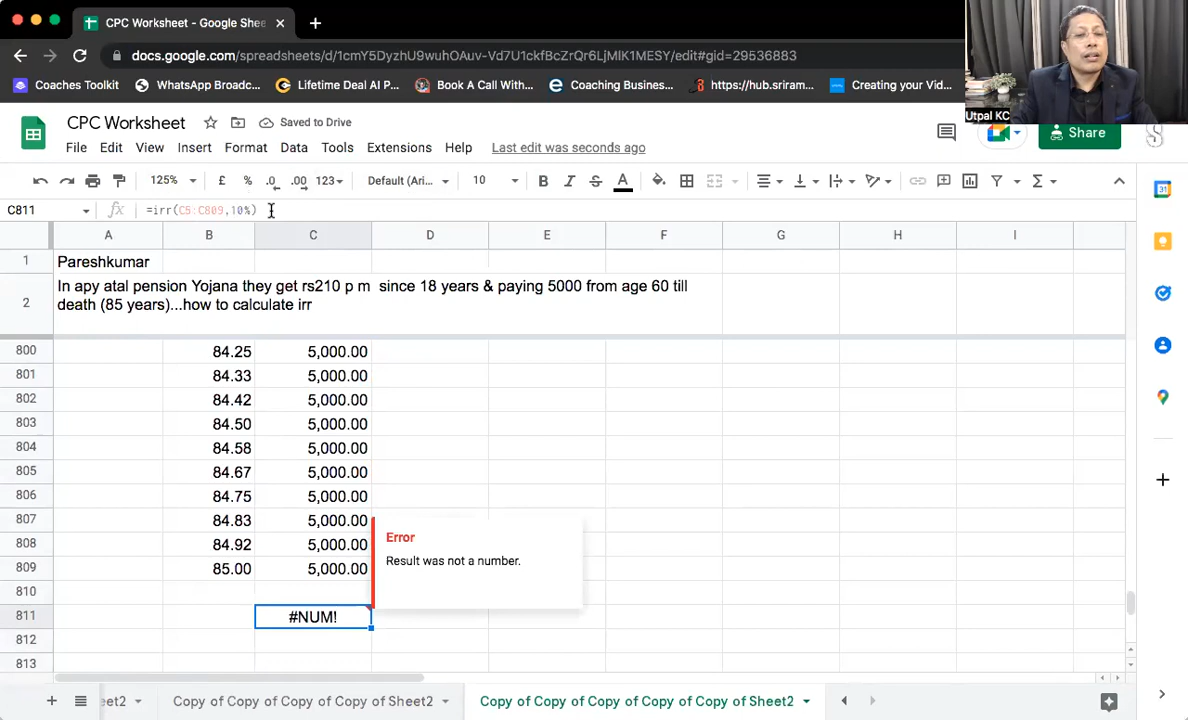 CPC Worksheet - Google Shee
docs.google.com/spreadsheets/d/1cmY5Dy2nU9wuhOAuv-Vd7U1ckfBcZrQr6LjMlK1MESY/edit#gid=29536883
Coaches Toolkit
WhatsApp Broadc...
Lifetime Deal AI P...
Book A Call With...
Coaching Business...
https://hub.sriram...
Creating your Vid...
Utpal KC
CPC Worksheet
Saved to Drive
Share
File Edit View Insert Format Data Tools Extensions Help Last edit was seconds ago
125% £ % .0 .00 123 Default (Ari... 10 B I S A Σ
C811 fx =irr(C5:C809,10%)
A B C D E F G H I
1 Pareshkumar
2 In apy atal pension Yojana they get rs210 p m since 18 years & paying 5000 from age 60 till
death (85 years)...how to calculate irr
800 84.25 5,000.00
801 84.33 5,000.00
802 84.42 5,000.00
803 84.50 5,000.00
804 84.58 5,000.00
805 84.67 5,000.00
806 84.75 5,000.00
807 84.83 5,000.00
808 84.92 5,000.00
809 85.00 5,000.00
Error
Result was not a number.
810
811 #NUM!
812
813
eet2
Copy of Copy of Copy of Copy of Sheet2
Copy of Copy of Copy of Copy of Copy of Sheet2